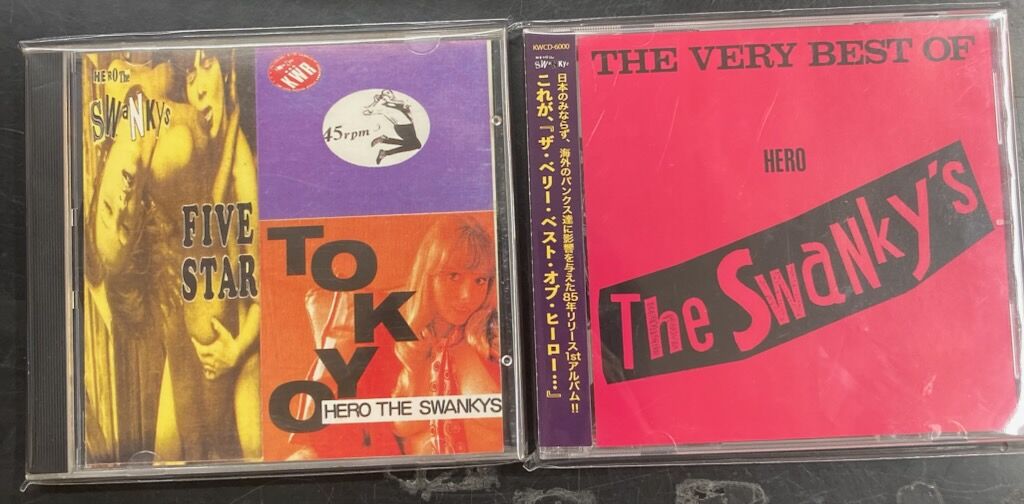 HERO The
SWaNKys
FIVE
STAR
KWR
45rpm
TOKYO
HERO THE SWANKYS
KWCD-6000
SWaNKys
日本のみならず、海外のパンクス達に影響を与えた85年リリース1stアルバム!!
これが、『ザ・ベリー・ベスト・オブ・ヒーロー…』
THE VERY BEST OF
HERO
The SwaNky's